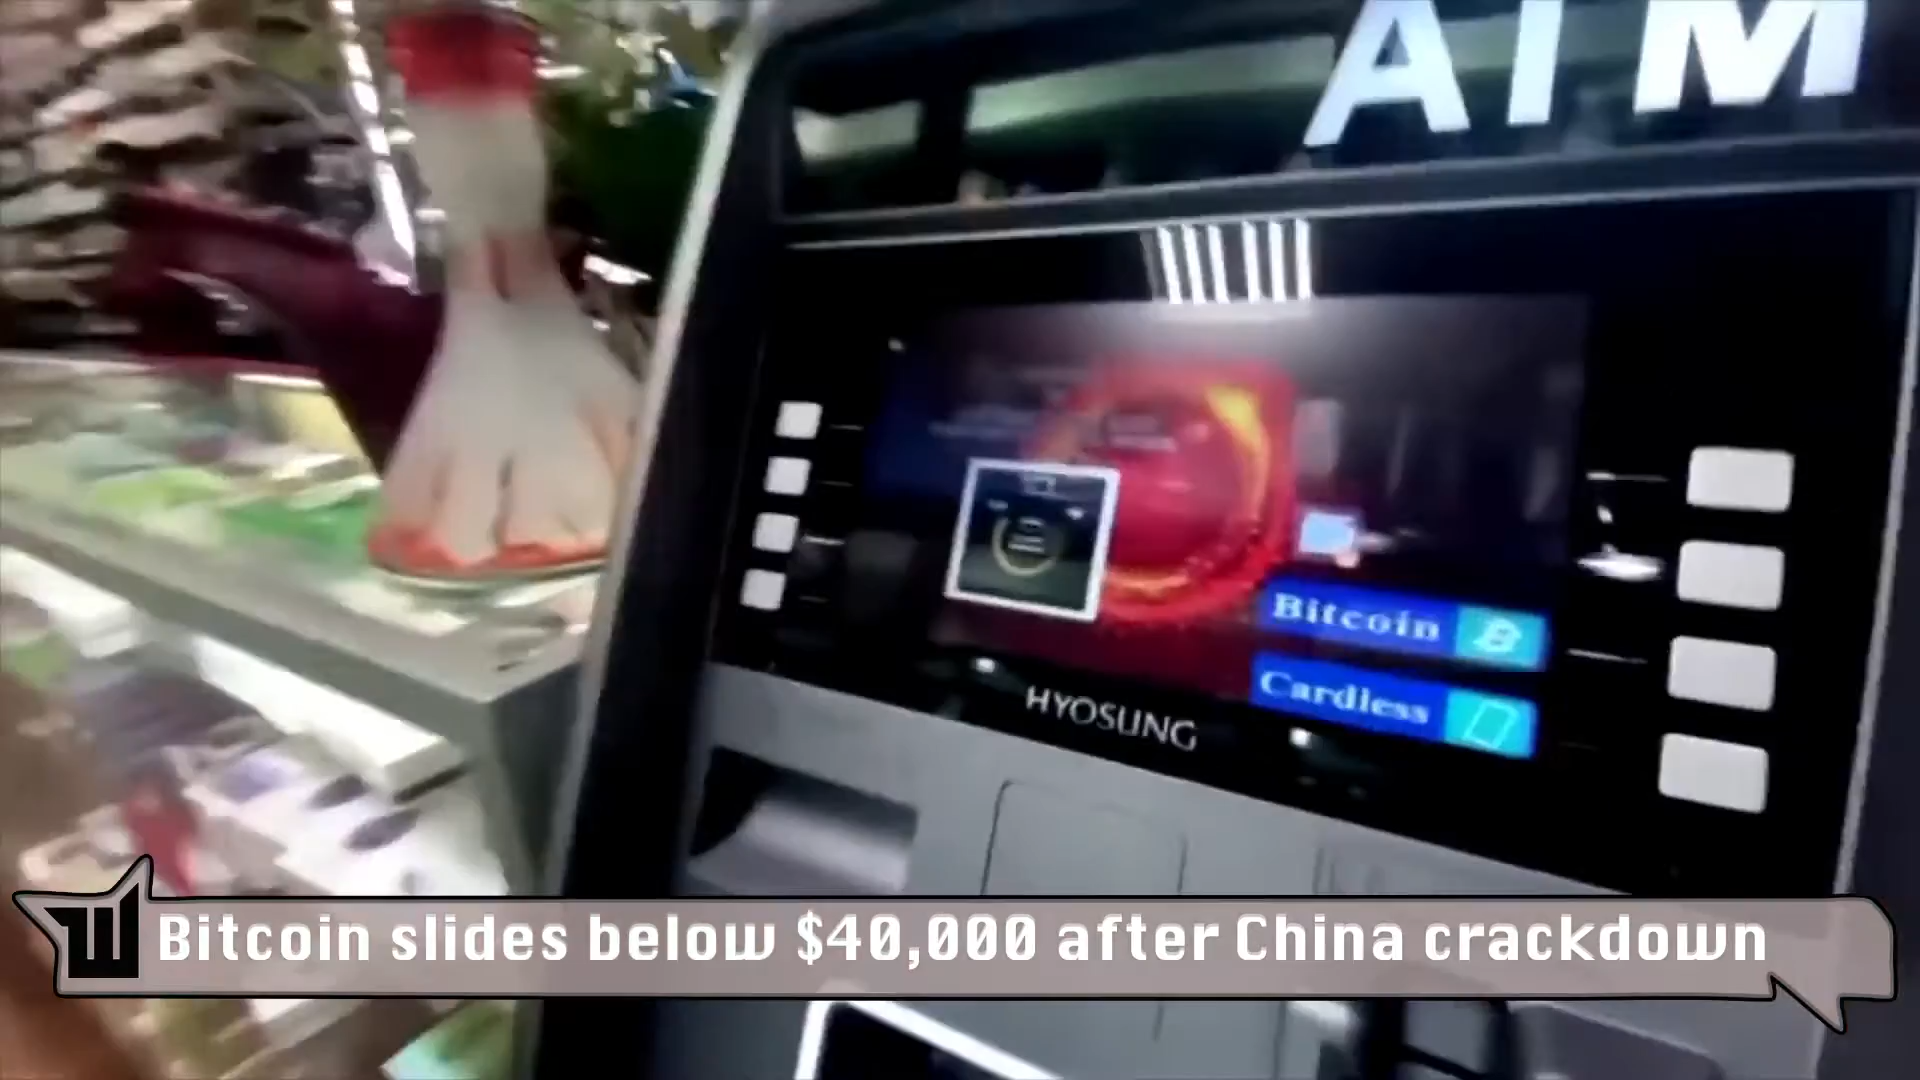 ATM
Bitcoin
Cardless
HYOSUNG
Bitcoin slides below $40,000 after China crackdown